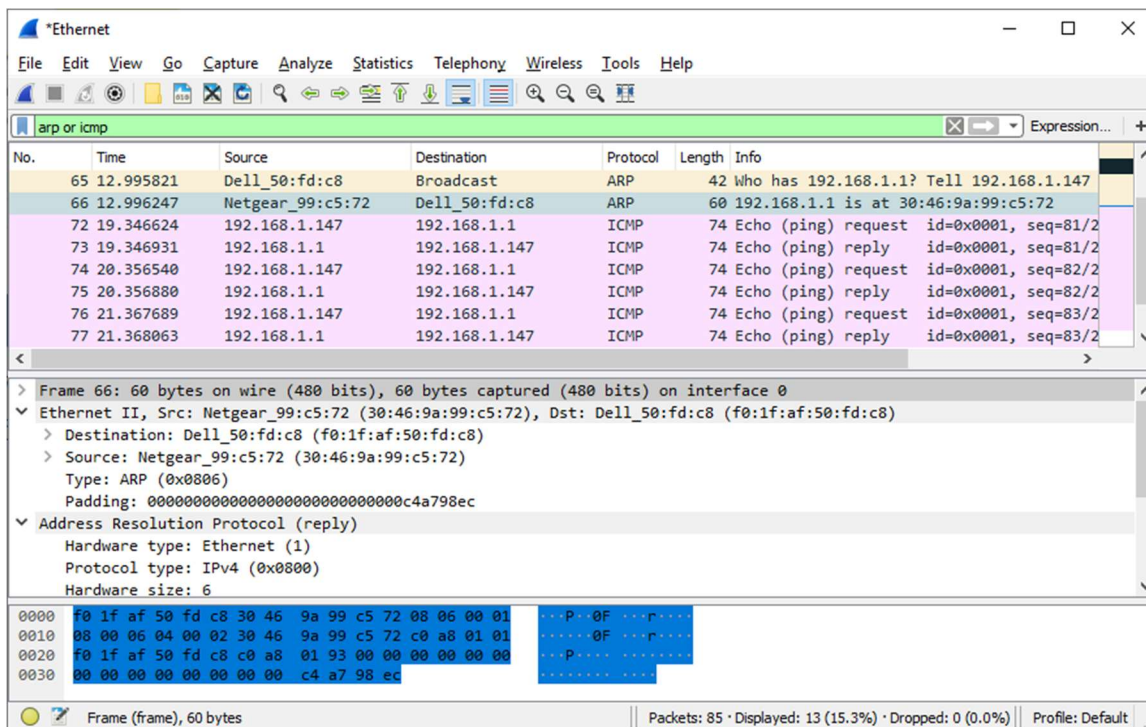 *Ethernet
File Edit View Go Capture Analyze Statistics Telephony Wireless Tools Help
arp or icmp Expression... +
No. Time Source Destination Protocol Length Info
65 12.995821 Dell_50:fd:c8 Broadcast ARP 42 Who has 192.168.1.1? Tell 192.168.1.147
66 12.996247 Netgear_99:c5:72 Dell_50:fd:c8 ARP 60 192.168.1.1 is at 30:46:9a:99:c5:72
72 19.346624 192.168.1.147 192.168.1.1 ICMP 74 Echo (ping) request id=0x0001, seq=81/2
73 19.346931 192.168.1.1 192.168.1.147 ICMP 74 Echo (ping) reply id=0x0001, seq=81/2
74 20.356540 192.168.1.147 192.168.1.1 ICMP 74 Echo (ping) request id=0x0001, seq=82/2
75 20.356880 192.168.1.1 192.168.1.147 ICMP 74 Echo (ping) reply id=0x0001, seq=82/2
76 21.367689 192.168.1.147 192.168.1.1 ICMP 74 Echo (ping) request id=0x0001, seq=83/2
77 21.368063 192.168.1.1 192.168.1.147 ICMP 74 Echo (ping) reply id=0x0001, seq=83/2
Frame 66: 60 bytes on wire (480 bits), 60 bytes captured (480 bits) on interface 0
Ethernet II, Src: Netgear_99:c5:72 (30:46:9a:99:c5:72), Dst: Dell_50:fd:c8 (f0:1f:af:50:fd:c8)
Destination: Dell_50:fd:c8 (f0:1f:af:50:fd:c8)
Source: Netgear_99:c5:72 (30:46:9a:99:c5:72)
Type: ARP (0x0806)
Padding: 0000000000000000000000000000c4a798ec
Address Resolution Protocol (reply)
Hardware type: Ethernet (1)
Protocol type: IPv4 (0x0800)
Hardware size: 6
0000 f0 1f af 50 fd c8 30 46 9a 99 c5 72 08 06 00 01 ···P··0F ···r····
0010 08 00 06 04 00 02 30 46 9a 99 c5 72 c0 a8 01 01 ······0F ···r····
0020 f0 1f af 50 fd c8 c0 a8 01 93 00 00 00 00 00 00 ···P···· ········
0030 00 00 00 00 00 00 00 00 c4 a7 98 ec ········ ····
Frame (frame), 60 bytes Packets: 85 · Displayed: 13 (15.3%) · Dropped: 0 (0.0%) Profile: Default